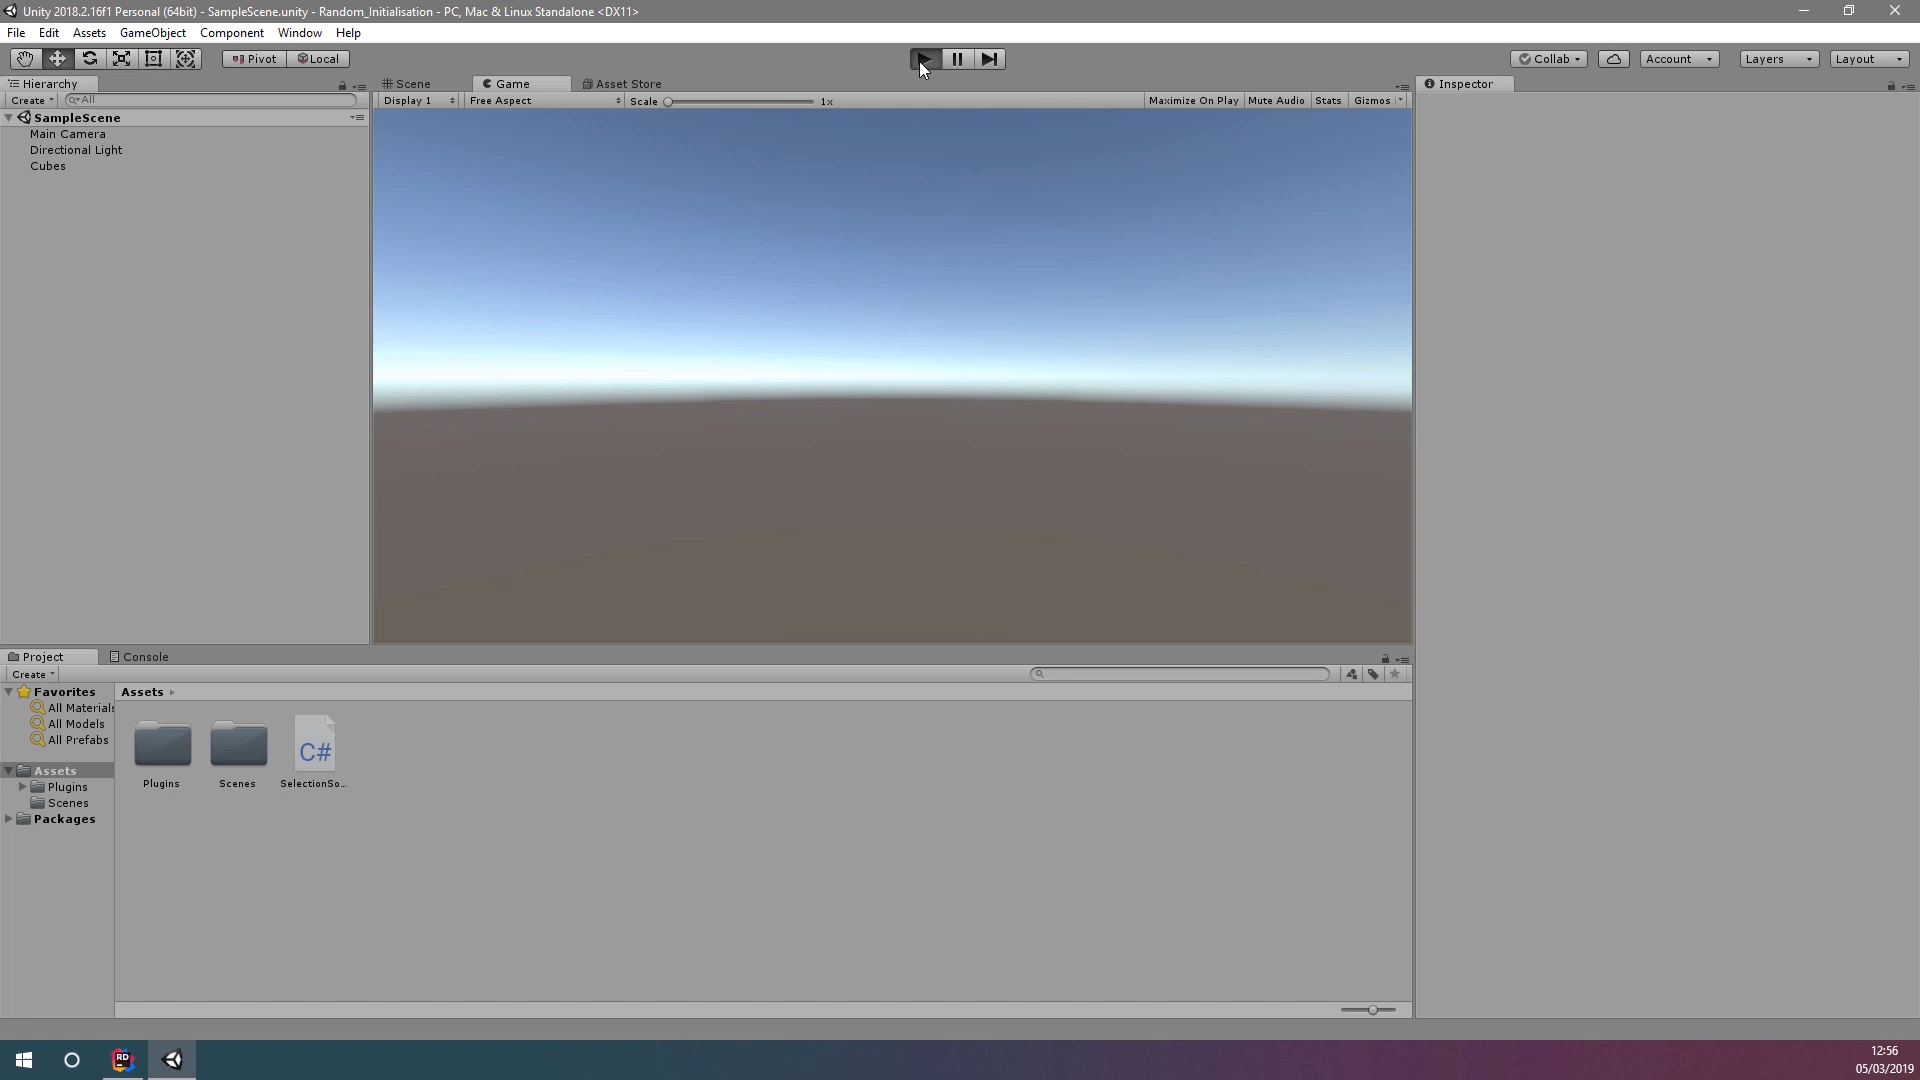 Unity 2018.2.16f1 Personal (64bit) - SampleScene.unity - Random_Initialisation - PC, Mac & Linux Standalone <DX11>
File Edit Assets GameObject Component Window Help
Pivot Local Collab Account Layers Layout
Hierarchy Scene Game Asset Store Inspector
Create All Display 1 Free Aspect Scale 1x Maximize On Play Mute Audio Stats Gizmos
SampleScene
Main Camera
Directional Light
Cubes
Project Console
Create
Favorites Assets
All Materials
All Models
All Prefabs
C#
Assets
Plugins Scenes SelectionSo...
Plugins
Scenes
Packages
RD
12:56
05/03/2019